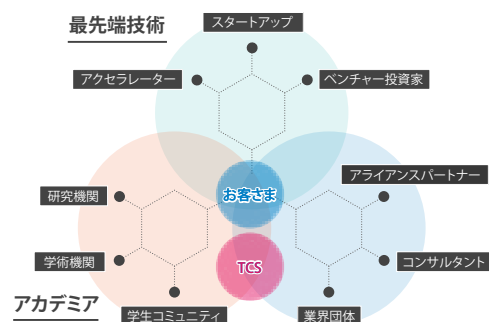 最先端技術
スタートアップ
アクセラレーター
ベンチャー投資家
アライアンスパートナー
お客さま
研究機関
学術機関
TCS
コンサルタント
アカデミア
学生コミュニティ
業界団体